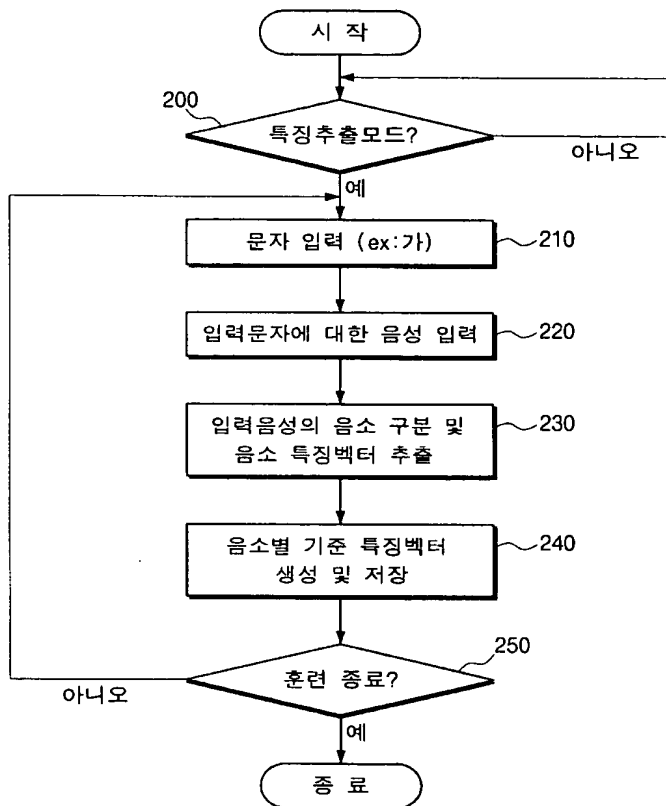 시 작
200
특징추출모드?
아니오
예
문자 입력 (ex:가)
210
입력문자에 대한 음성 입력
220
입력음성의 음소 구분 및
음소 특징벡터 추출
230
음소별 기준 특징벡터
생성 및 저장
240
250
훈련 종료?
아니오
예
종 료